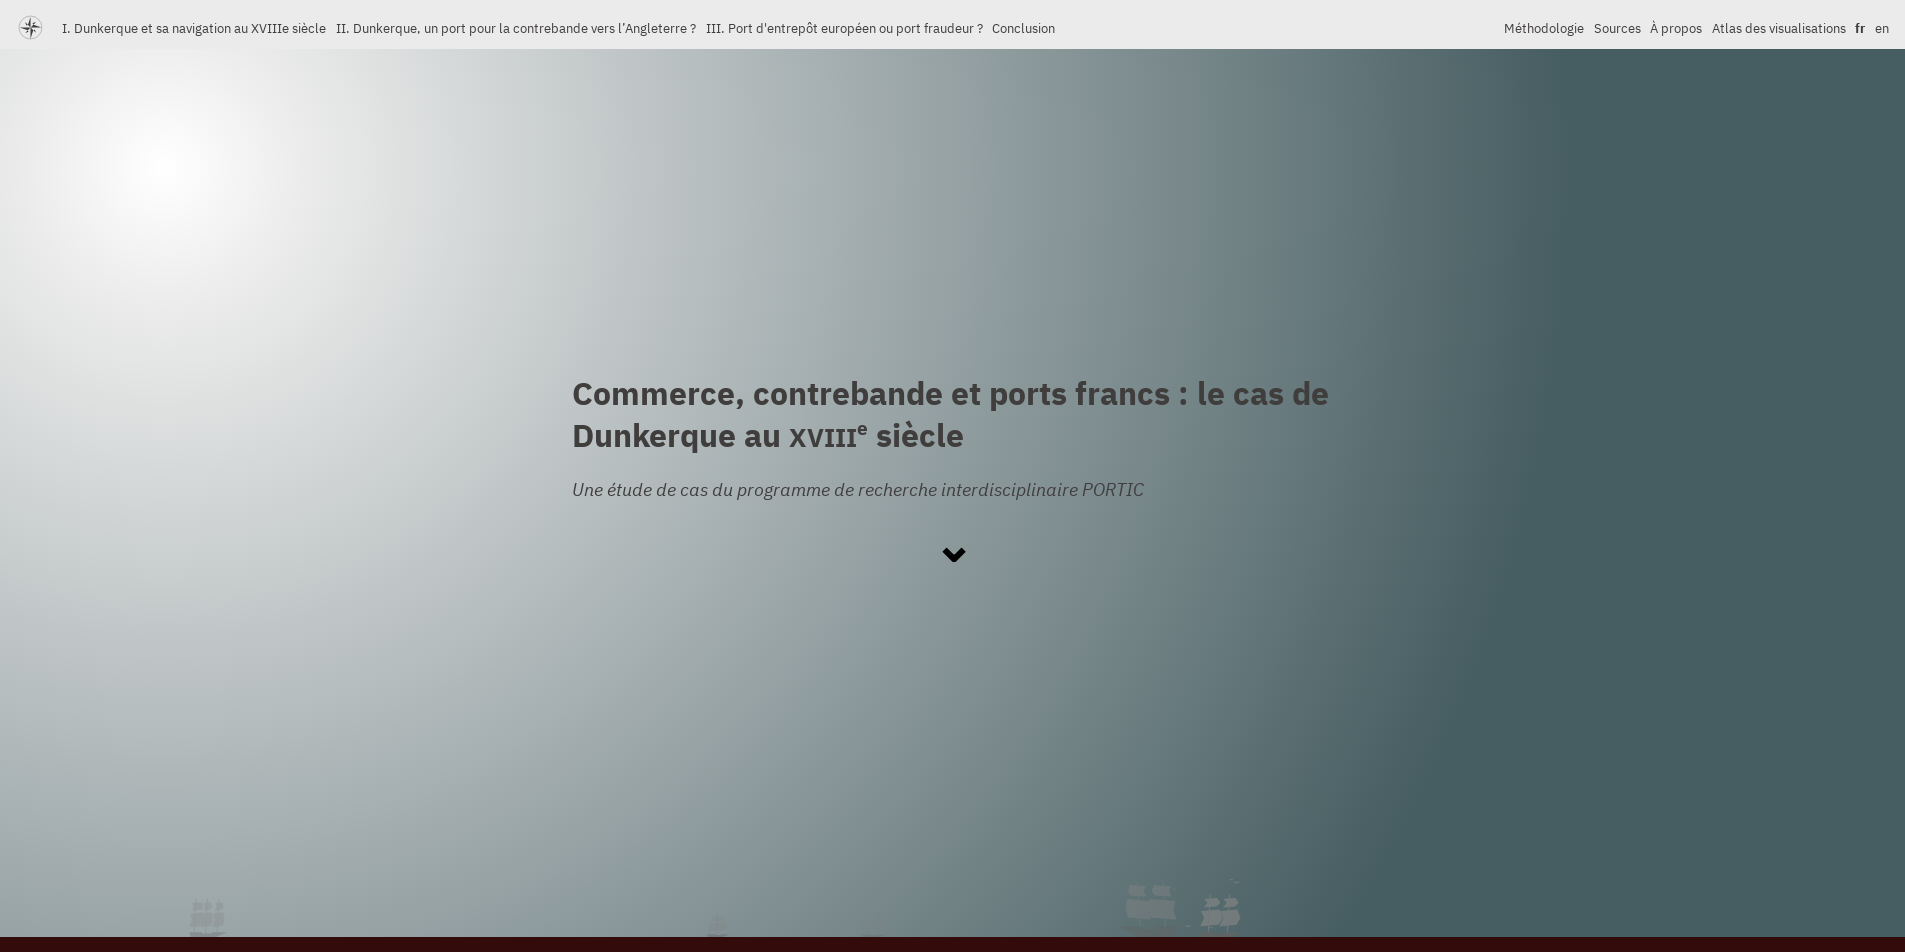 I. Dunkerque et sa navigation au XVIIIe siècle II. Dunkerque, un port pour la contrebande vers l’Angleterre ? III. Port d'entrepôt européen ou port fraudeur ? Conclusion Méthodologie Sources À propos Atlas des visualisations fr en
Commerce, contrebande et ports francs : le cas de
Dunkerque au XVIIIe siècle
Une étude de cas du programme de recherche interdisciplinaire PORTIC